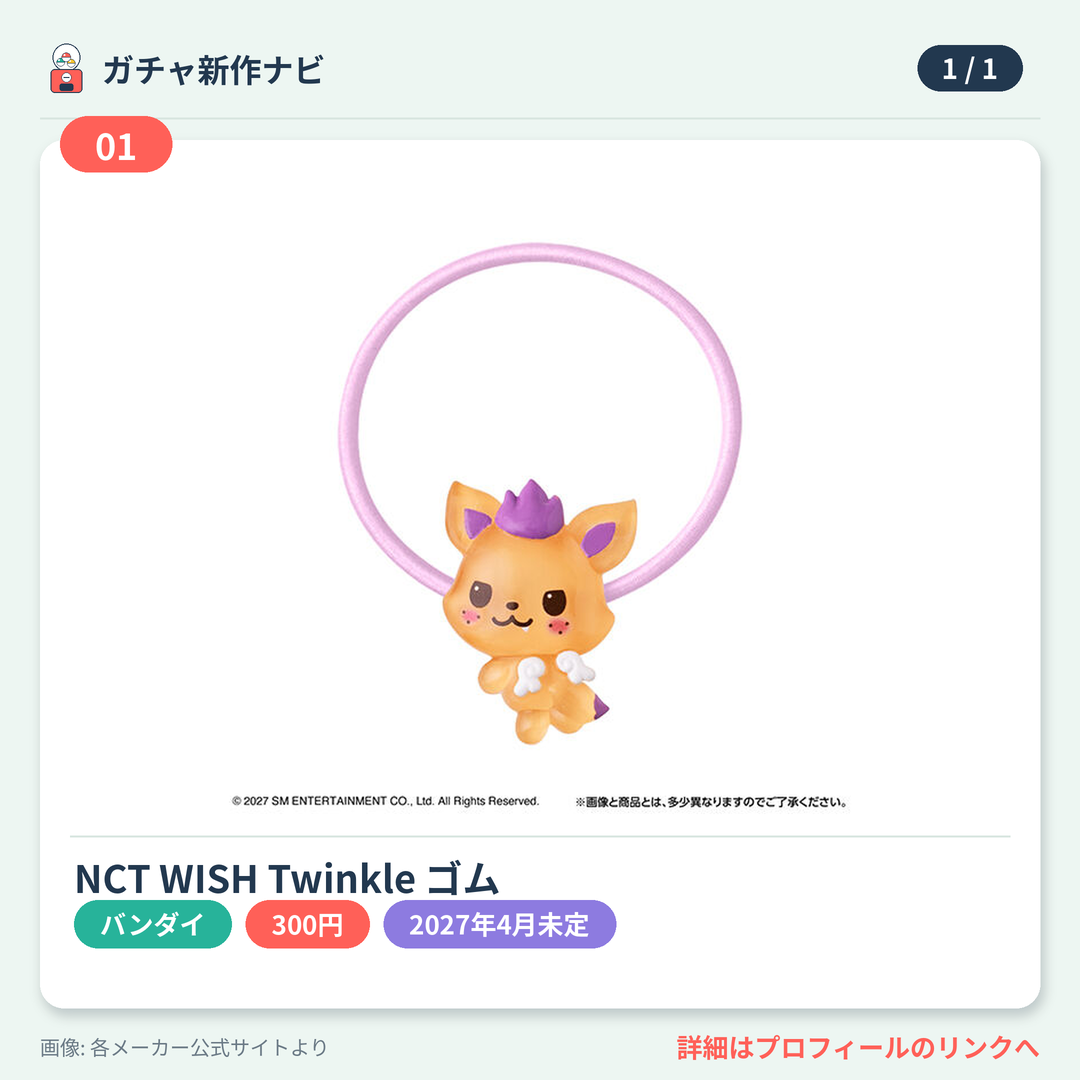 ガチャ新作ナビ
1 / 1
01
© 2027 SM ENTERTAINMENT CO., Ltd. All Rights Reserved. ※画像と商品とは、多少異なりますのでご了承ください。
NCT WISH Twinkle ゴム
バンダイ 300円 2027年4月未定
画像: 各メーカー公式サイトより
詳細はプロフィールのリンクへ